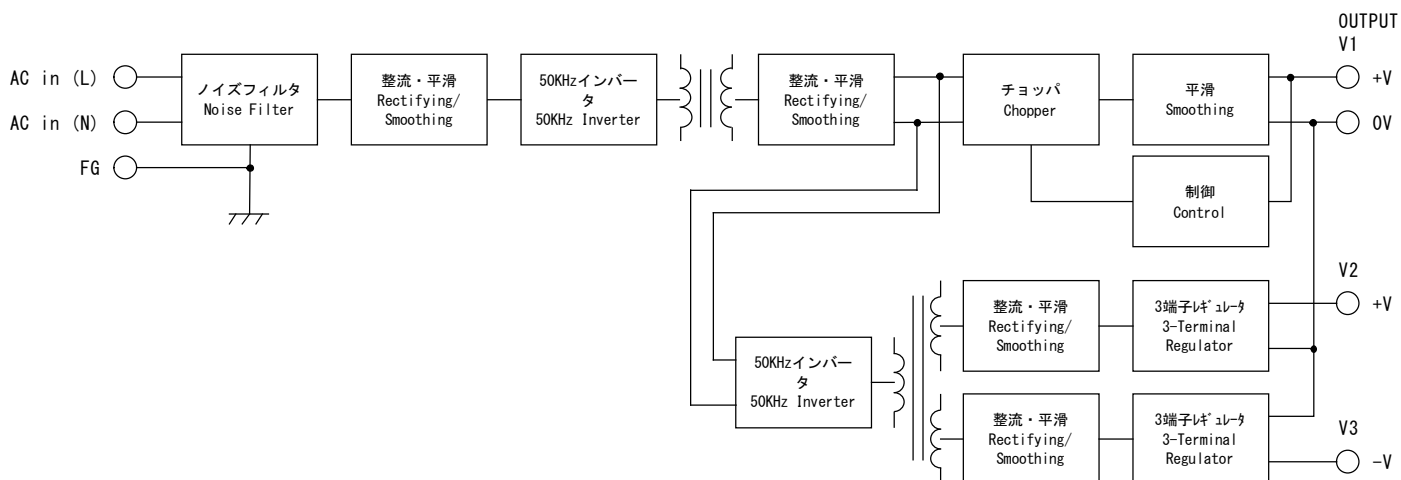 OUTPUT
V1
AC in (L)
ノイズフィルタ
Noise Filter
整流・平滑
Rectifying/
Smoothing
50KHzインバー
タ
50KHz Inverter
整流・平滑
Rectifying/
Smoothing
チョッパ
Chopper
平滑
Smoothing
+V
AC in (N)
0V
FG
制御
Control
V2
整流・平滑
Rectifying/
Smoothing
3端子ﾚｷﾞｭﾚｰﾀ
3-Terminal
Regulator
+V
50KHzインバー
タ
50KHz Inverter
整流・平滑
Rectifying/
Smoothing
3端子ﾚｷﾞｭﾚｰﾀ
3-Terminal
Regulator
V3
-V